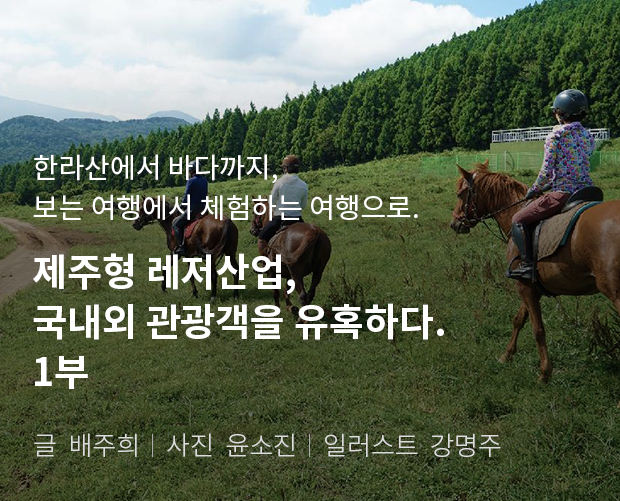 한라산에서 바다까지,
보는 여행에서 체험하는 여행으로.
제주형 레저산업,
국내외 관광객을 유혹하다.
1부
글 배주희 | 사진 윤소진 | 일러스트 강명주